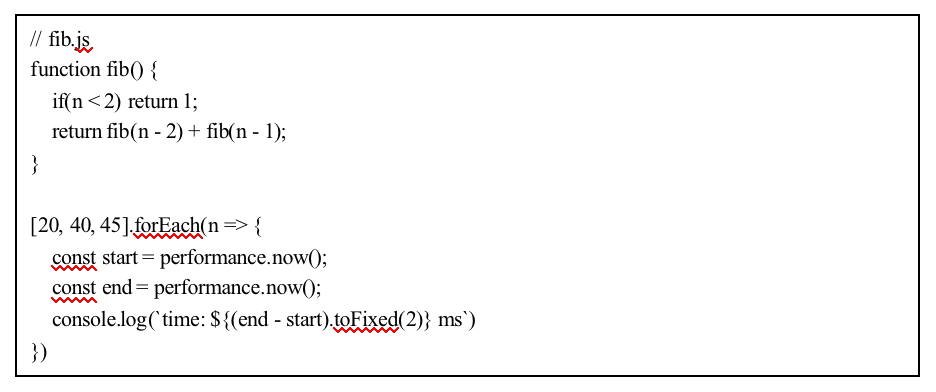 // fib.js
function fib() {
if(n < 2) return 1;
return fib(n - 2) + fib(n - 1);
}
[20, 40, 45].forEach(n => {
const start = performance.now();
const end = performance.now();
console.log(`time: ${(end - start).toFixed(2)} ms`)
})